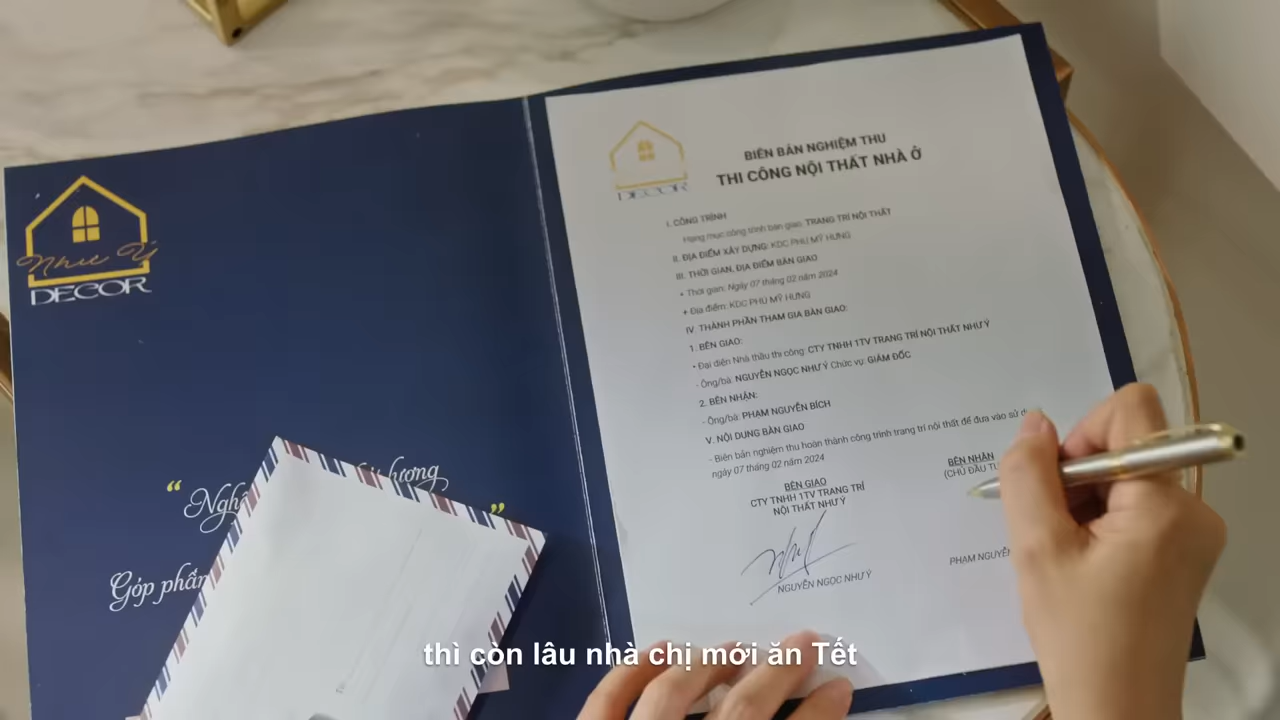 Như Ý
DECOR
“ Nghệ
lượng ”
Góp phần
DECOR
BIÊN BẢN NGHIỆM THU
THI CÔNG NỘI THẤT NHÀ Ở
I. CÔNG TRÌNH
Hạng mục công trình bàn giao: TRANG TRÍ NỘI THẤT
II. ĐỊA ĐIỂM XÂY DỰNG: KDC PHÚ MỸ HƯNG
III. THỜI GIAN, ĐỊA ĐIỂM BÀN GIAO
+ Thời gian: Ngày 07 tháng 02 năm 2024
+ Địa điểm: KDC PHÚ MỸ HƯNG
IV. THÀNH PHẦN THAM GIA BÀN GIAO:
1. BÊN GIAO:
• Đại diện Nhà thầu thi công: CTY TNHH 1TV TRANG TRÍ NỘI THẤT NHƯ Ý
- Ông/bà: NGUYỄN NGỌC NHƯ Ý Chức vụ: GIÁM ĐỐC
2. BÊN NHẬN:
- Ông/bà: PHẠM NGUYÊN BÍCH
V. NỘI DUNG BÀN GIAO
- Biên bản nghiệm thu hoàn thành công trình trang trí nội thất để đưa vào sử
ngày 07 tháng 02 năm 2024
BÊN GIAO
CTY TNHH 1TV TRANG TRÍ
NỘI THẤT NHƯ Ý
NGUYỄN NGỌC NHƯ Ý
BÊN NHẬN
(CHỦ ĐẦU
PHẠM
thì còn lâu nhà chị mới ăn Tết